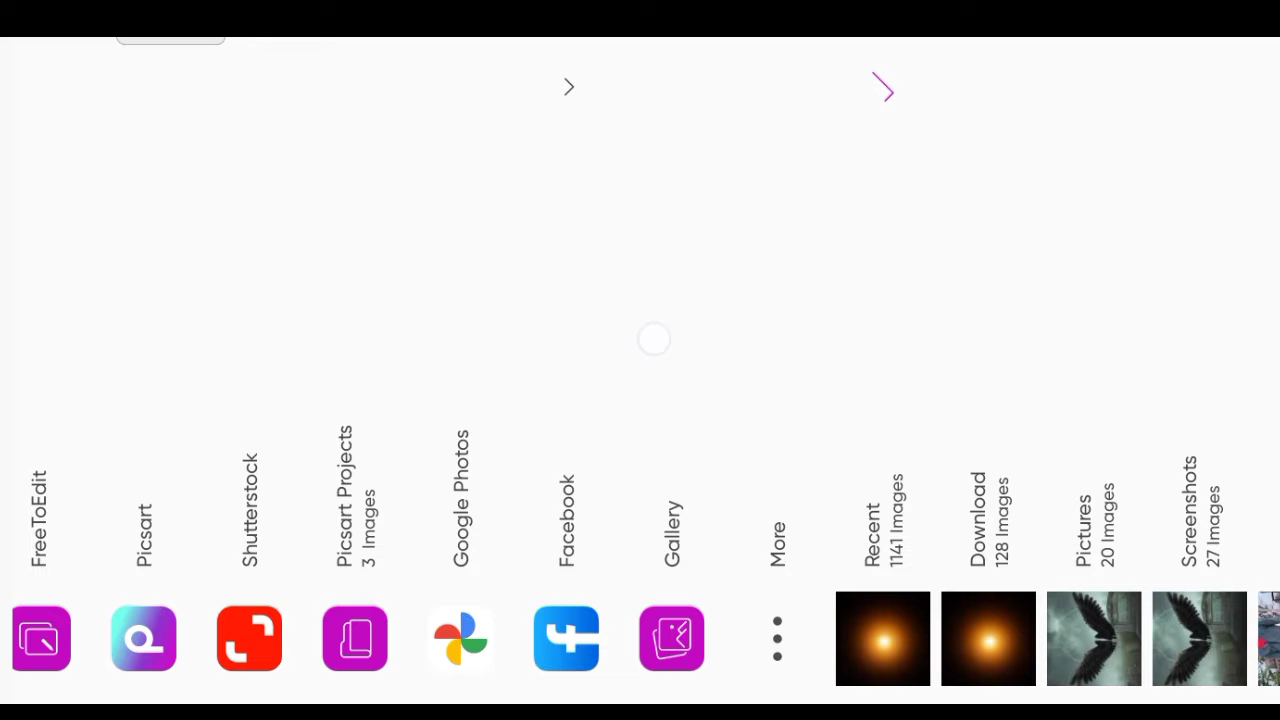 FreeToEdit
Picsart
Shutterstock
Picsart Projects
3 Images
Google Photos
Facebook
Gallery
More
Recent
1141 Images
Download
128 Images
Pictures
20 Images
Screenshots
27 Images